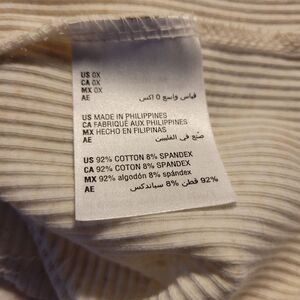 US 0X
CA 0X
MX 0X
AE قياس واسع 0 اكس
US MADE IN PHILIPPINES
CA FABRIQUÉ AUX PHILIPPINES
MX HECHO EN FILIPINAS
AE صنع في الفلبين
US 92% COTTON 8% SPANDEX
CA 92% COTON 8% SPANDEX
MX 92% algodón 8% spándex
AE 92% قطن 8% سباندكس